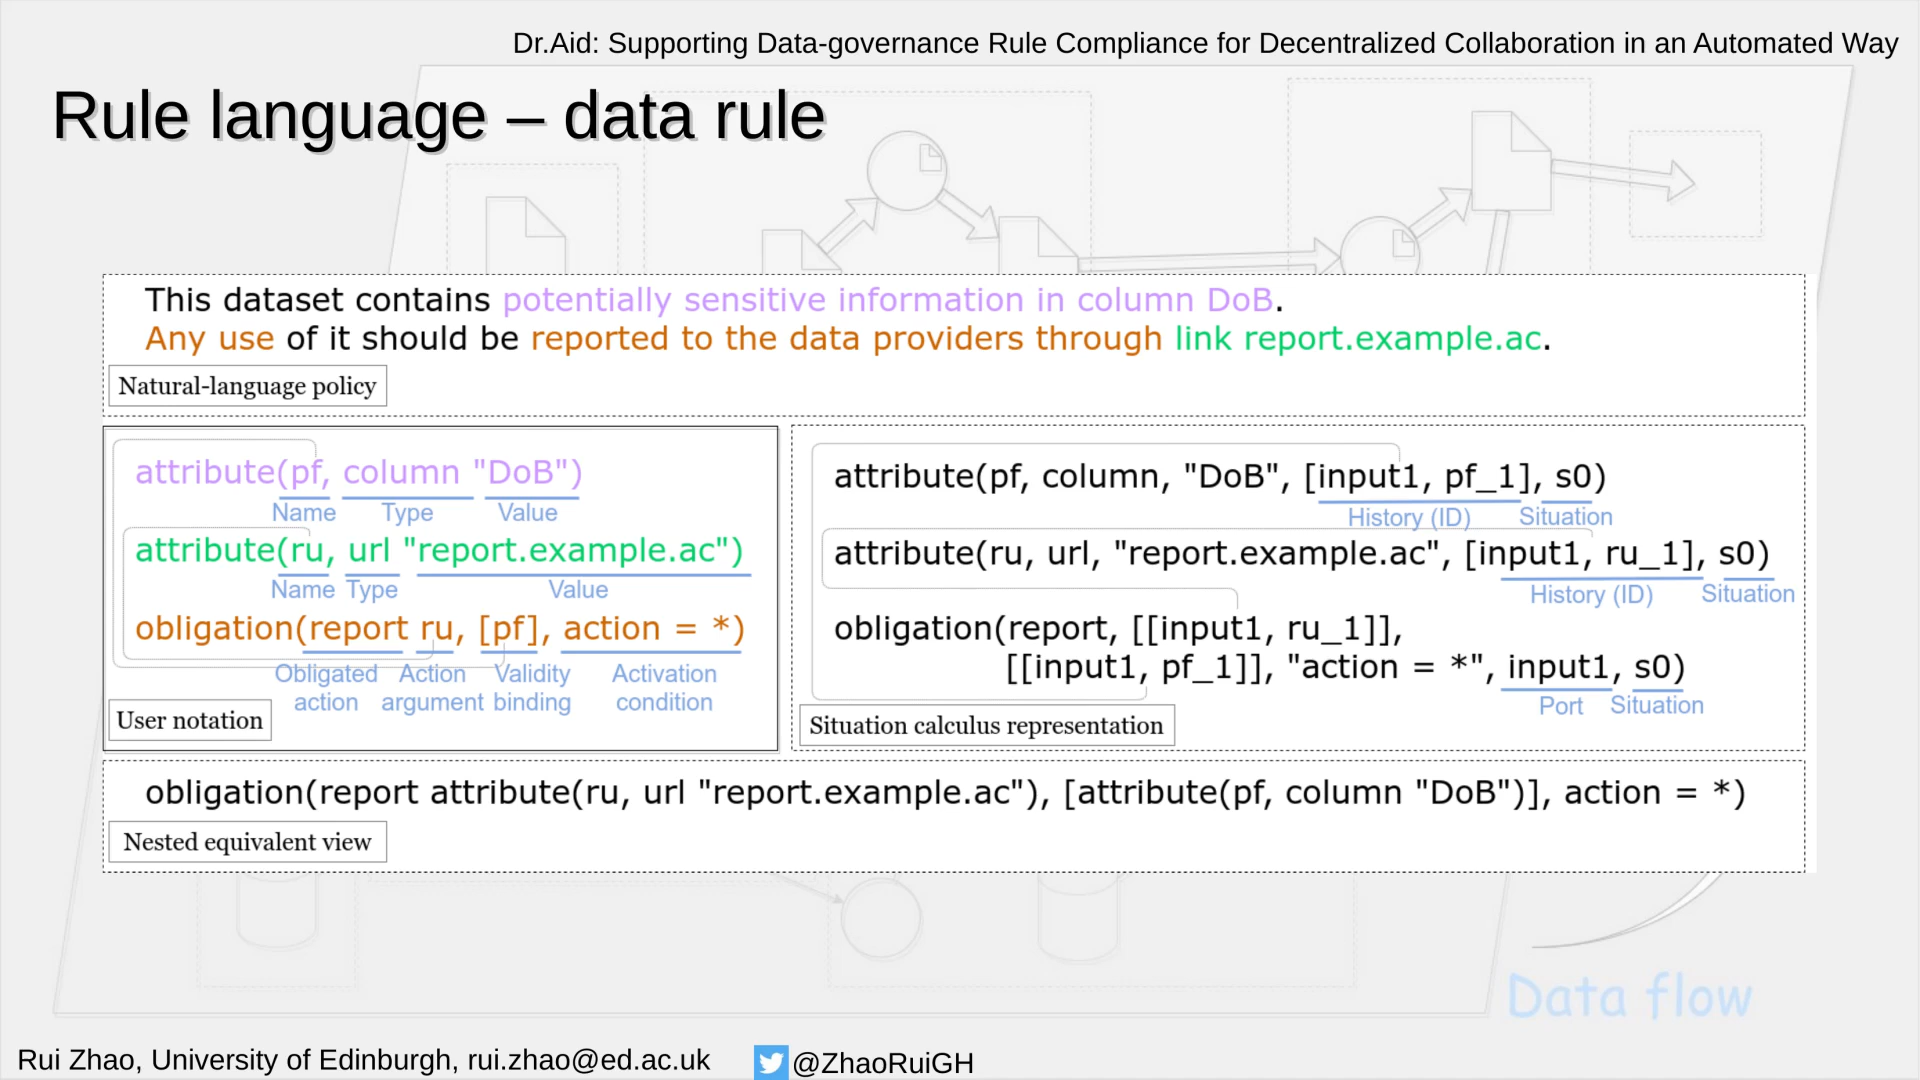 Dr.Aid: Supporting Data-governance Rule Compliance for Decentralized Collaboration in an Automated Way
Rule language – data rule
This dataset contains potentially sensitive information in column DoB.
Any use of it should be reported to the data providers through link report.example.ac.
Natural-language policy
attribute(pf, column "DoB")
Name Type Value
attribute(ru, url "report.example.ac")
Name Type Value
obligation(report ru, [pf], action = *)
Obligated Action Validity Activation
action argument binding condition
User notation
attribute(pf, column, "DoB", [input1, pf_1], s0)
History (ID) Situation
attribute(ru, url, "report.example.ac", [input1, ru_1], s0)
History (ID) Situation
obligation(report, [[input1, ru_1]],
[[input1, pf_1]], "action = *", input1, s0)
Port Situation
Situation calculus representation
obligation(report attribute(ru, url "report.example.ac"), [attribute(pf, column "DoB")], action = *)
Nested equivalent view
Data flow
Rui Zhao, University of Edinburgh, rui.zhao@ed.ac.uk @ZhaoRuiGH